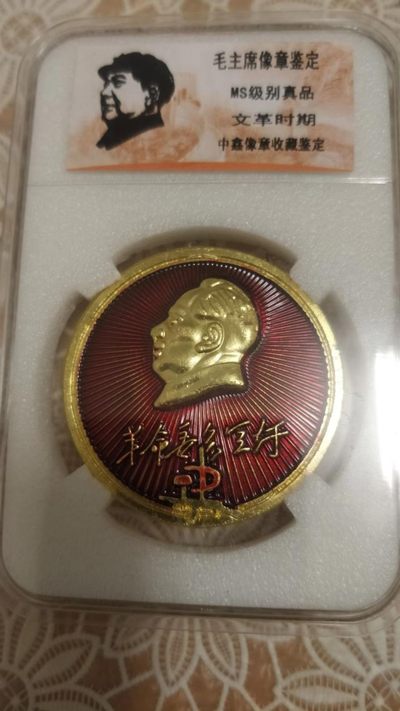 毛主席像章鉴定
MS级别真品
文革时期
中鑫像章收藏鉴定
革命委员会好